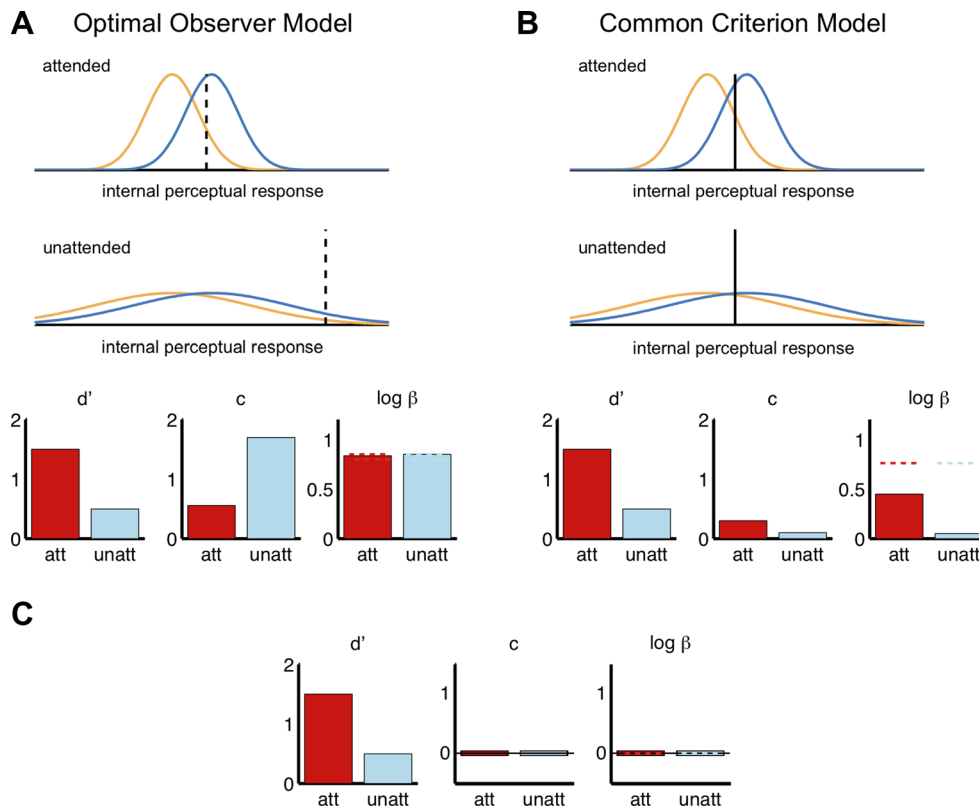 A Optimal Observer Model
attended
internal perceptual response
unattended
internal perceptual response
d’ c log β
2
1
0
att unatt
2
1
0
att unatt
1
0.5
0
att unatt
B Common Criterion Model
attended
internal perceptual response
unattended
internal perceptual response
d’ c log β
2
1
0
att unatt
2
1
0
att unatt
1
0.5
0
att unatt
C
d’ c log β
2
1
0
att unatt
1
0
att unatt
1
0
att unatt